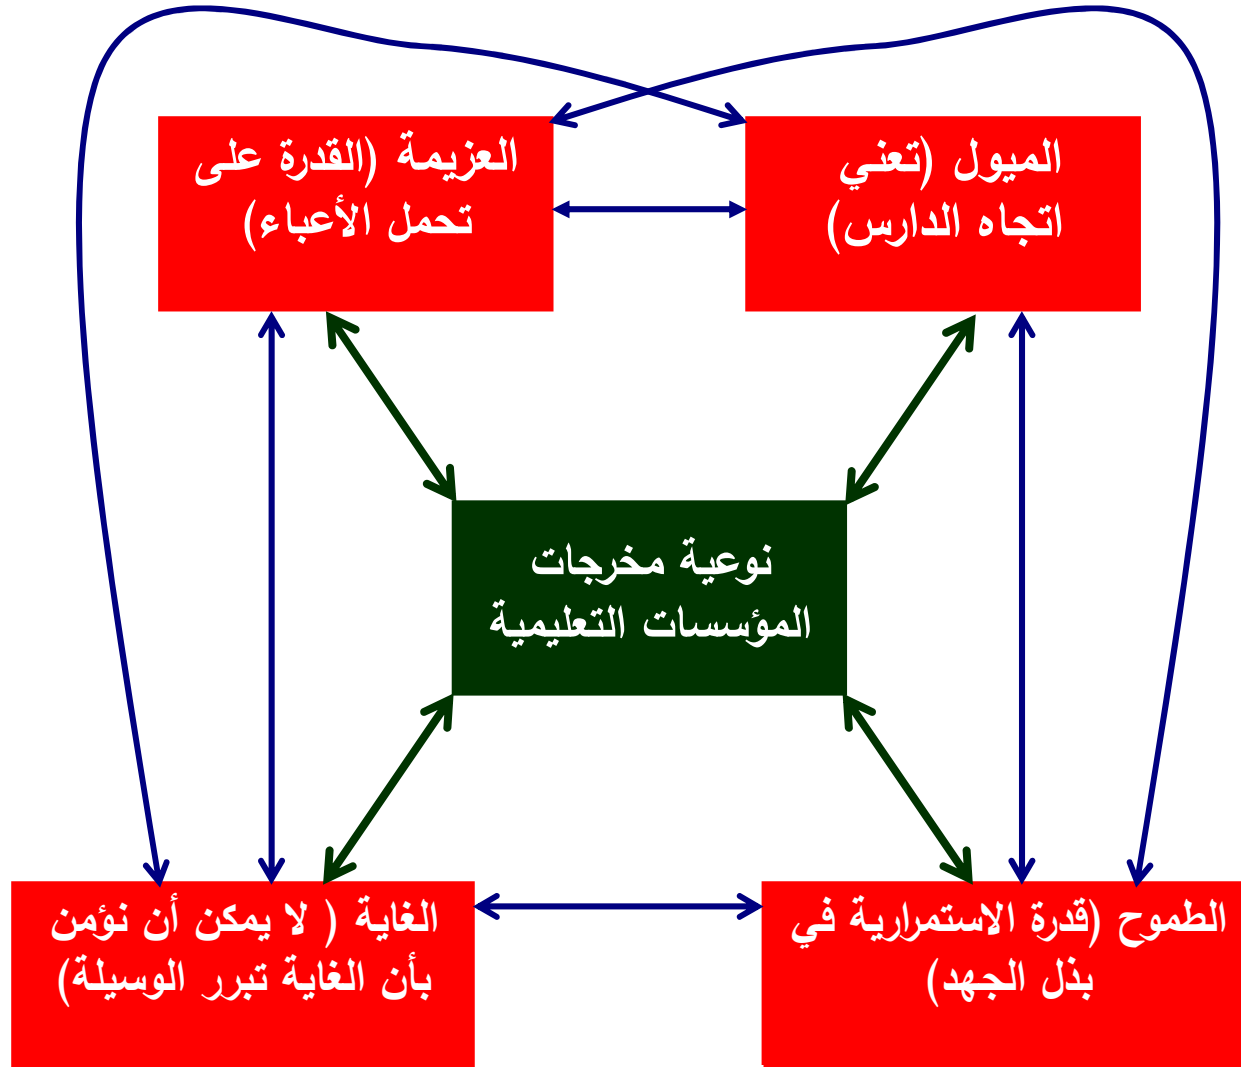 الميول (تعني
اتجاه الدارس)
العزيمة (القدرة على
تحمل الأعباء)
نوعية مخرجات
المؤسسات التعليمية
الطموح (قدرة الاستمرارية في
بذل الجهد)
الغاية ( لا يمكن أن نؤمن
بأن الغاية تبرر الوسيلة)